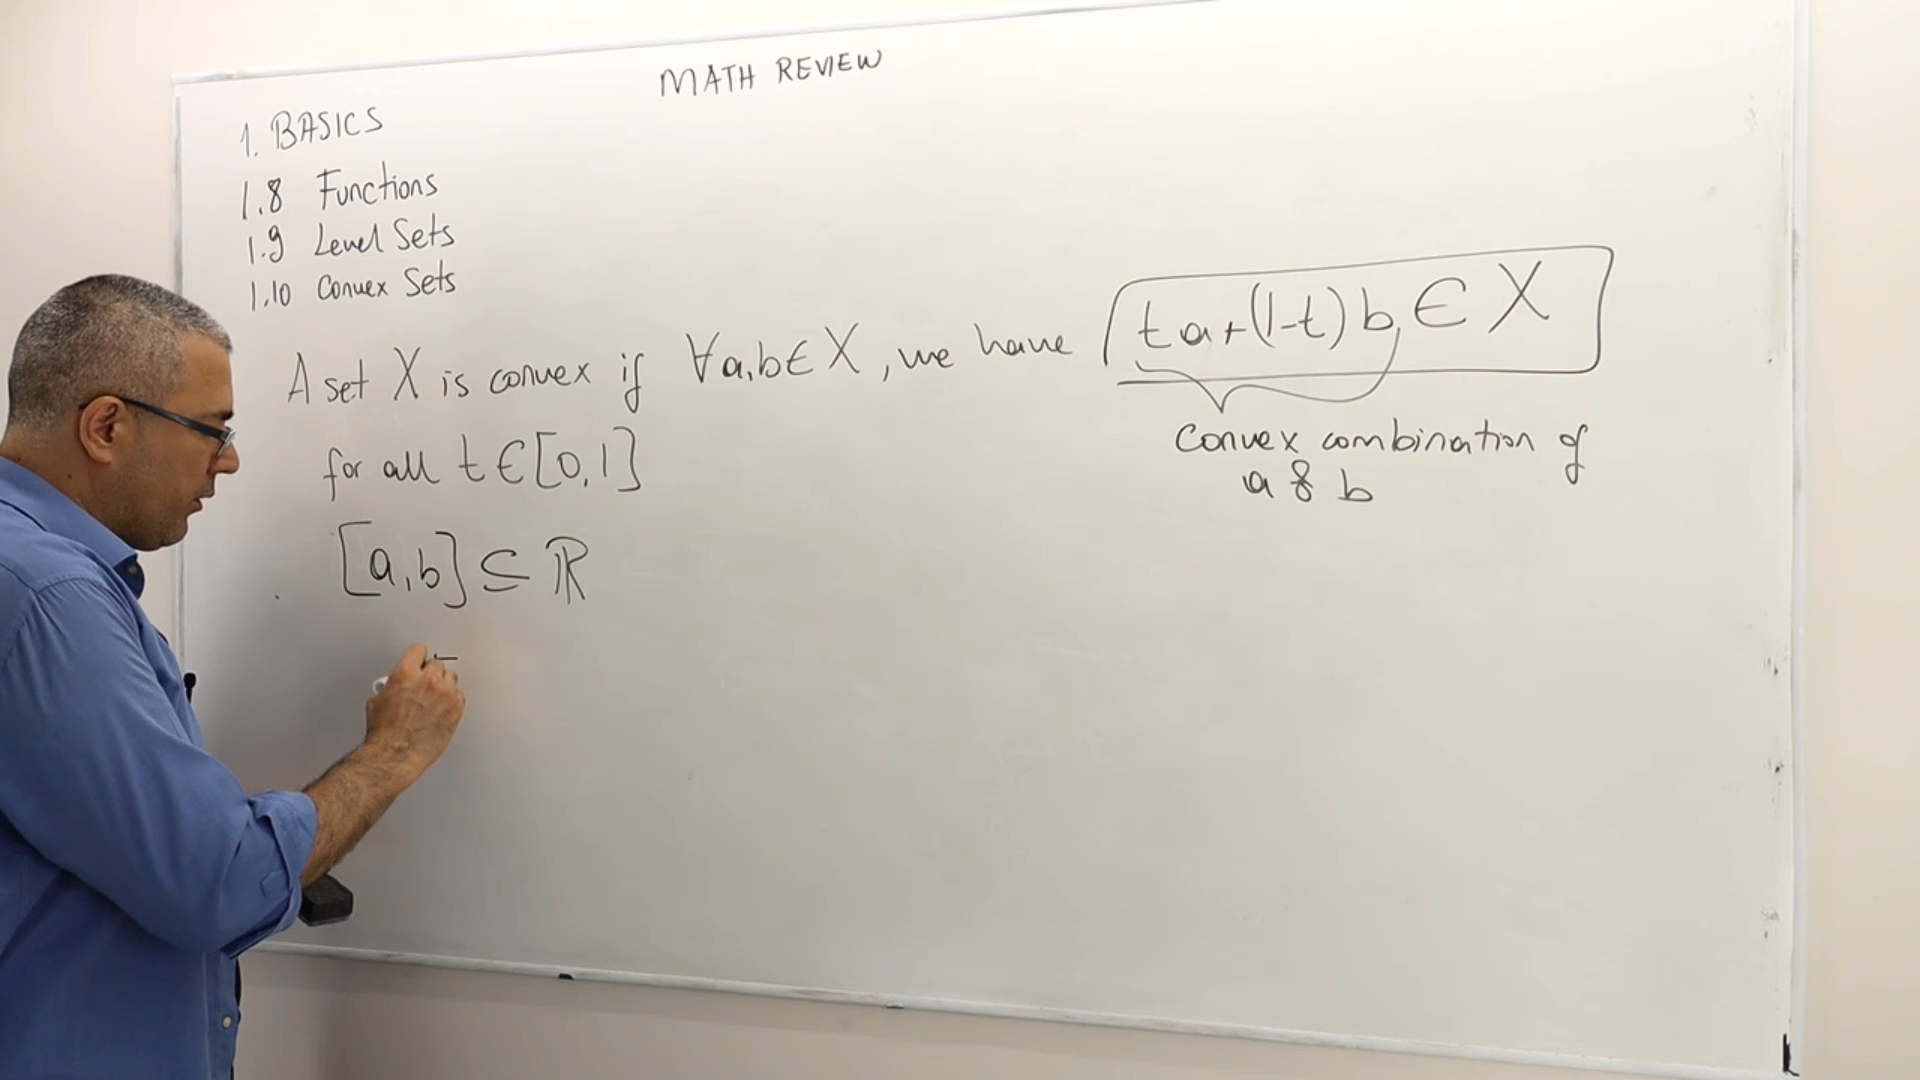 MATH REVIEW
1. BASICS
1.8 Functions
1.9 Level Sets
1.10 Convex Sets
A set X is convex if ∀a,b∈X, we have ta+(1-t)b∈X
convex combination of
a & b
for all t∈[0,1]
[a,b]⊆ℝ